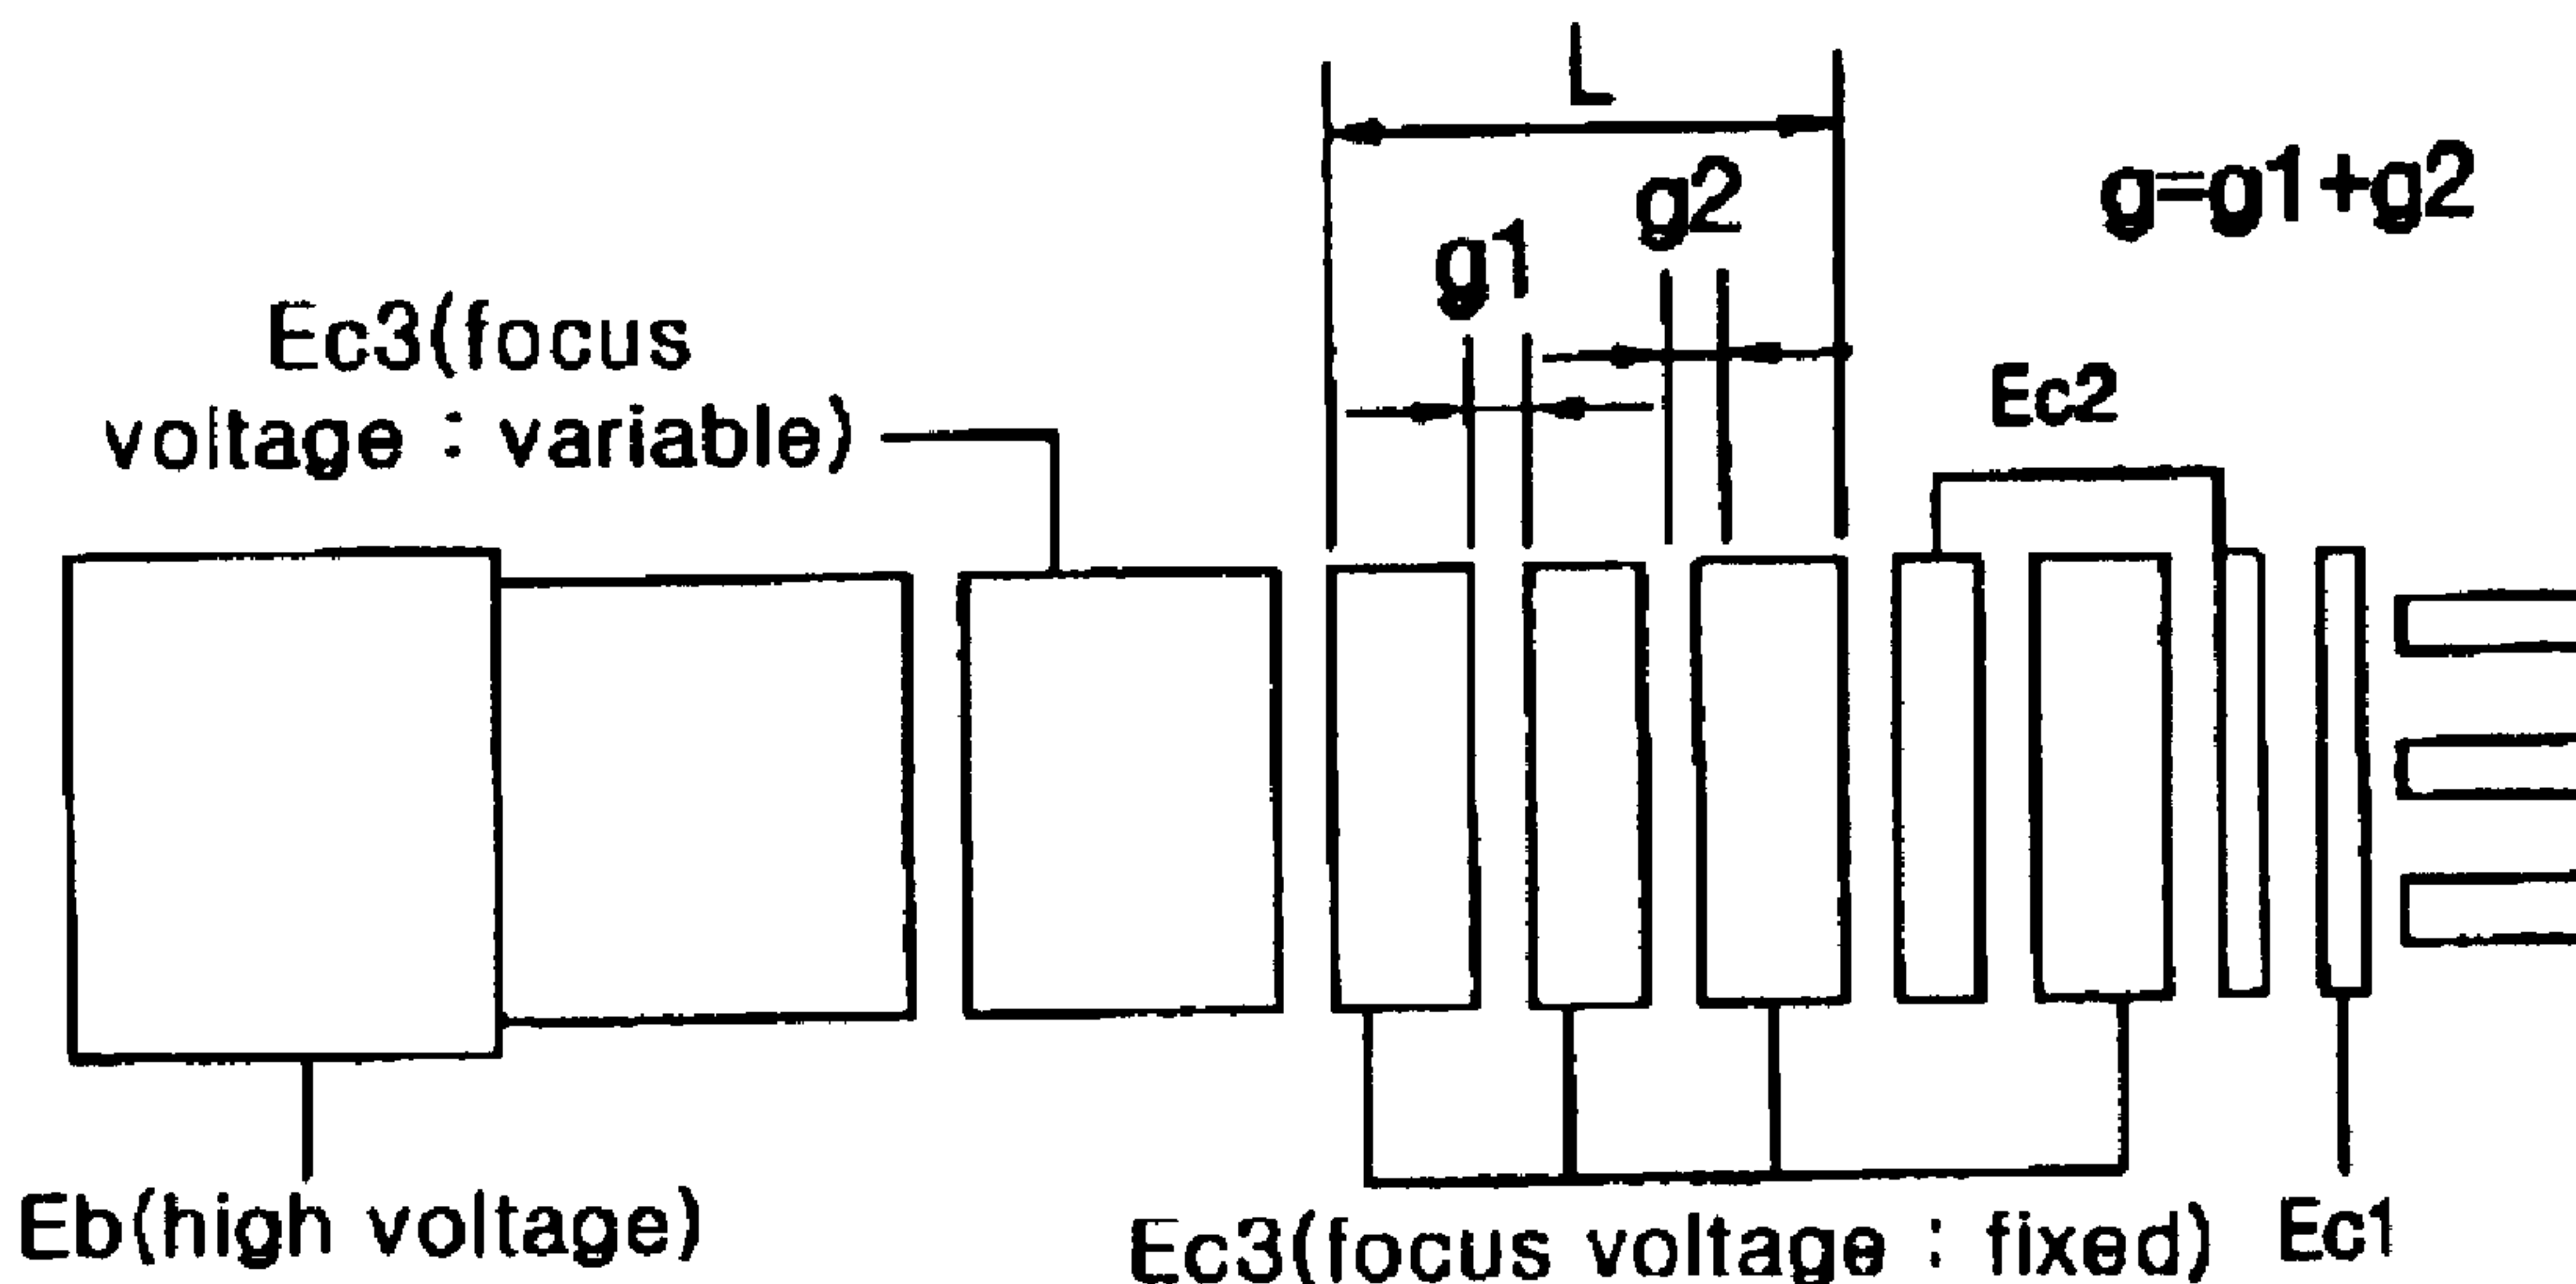 L
g2
g=g1+g2
g1
Ec3(focus
voltage : variable)
Ec2
Eb(high voltage)
Ec3(focus voltage : fixed)
Ec1